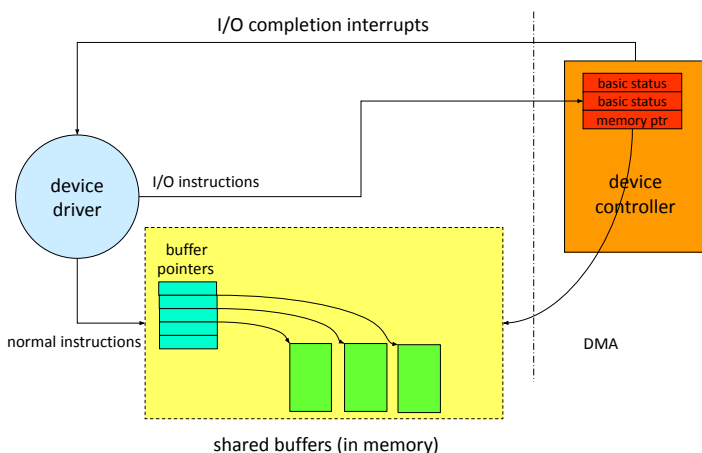 I/O completion interrupts
basic status
basic status
memory ptr
device
driver
I/O instructions
device
controller
buffer
pointers
normal instructions
DMA
shared buffers (in memory)